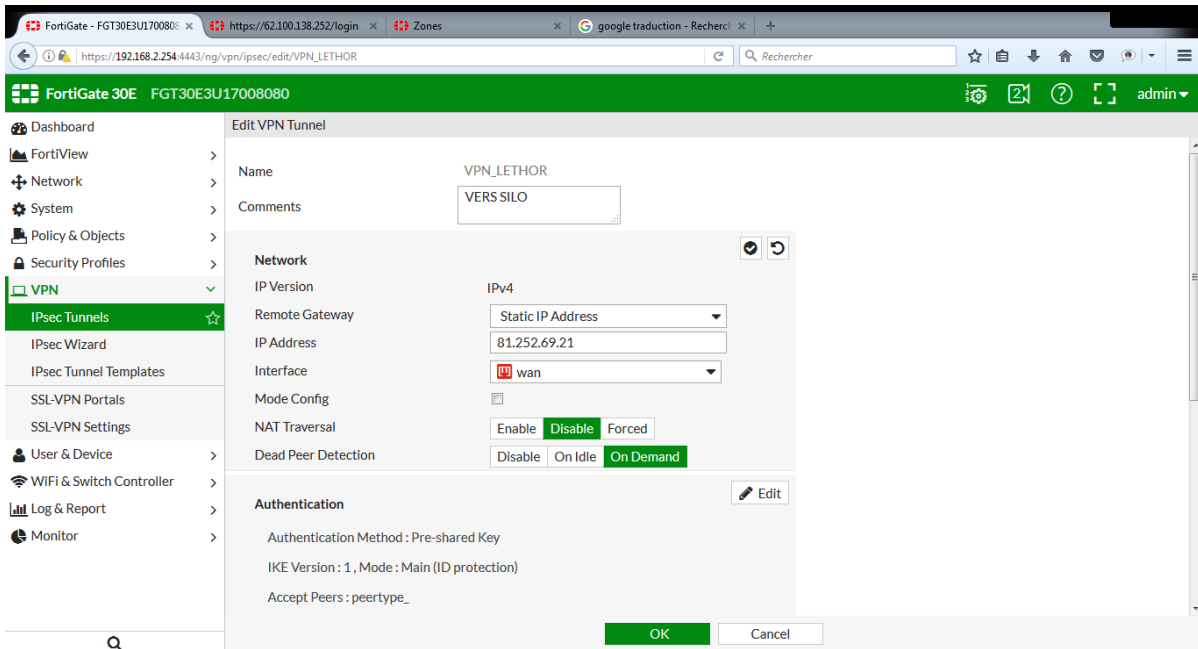 FortiGate - FGT30E3U1700808
https://62.100.138.252/login
Zones
google traduction - Recherch
https://192.168.2.254:4443/ng/vpn/ipsec/edit/VPN_LETHOR
Rechercher
FortiGate 30E FGT30E3U17008080
2
admin
Dashboard
FortiView
Network
System
Policy & Objects
Security Profiles
VPN
IPsec Tunnels
IPsec Wizard
IPsec Tunnel Templates
SSL-VPN Portals
SSL-VPN Settings
User & Device
WiFi & Switch Controller
Log & Report
Monitor
Edit VPN Tunnel
Name VPN_LETHOR
Comments VERS SILO
Network
IP Version IPv4
Remote Gateway Static IP Address
IP Address 81.252.69.21
Interface wan
Mode Config
NAT Traversal Enable Disable Forced
Dead Peer Detection Disable On Idle On Demand
Authentication Edit
Authentication Method : Pre-shared Key
IKE Version : 1 , Mode : Main (ID protection)
Accept Peers : peertype_
OK Cancel